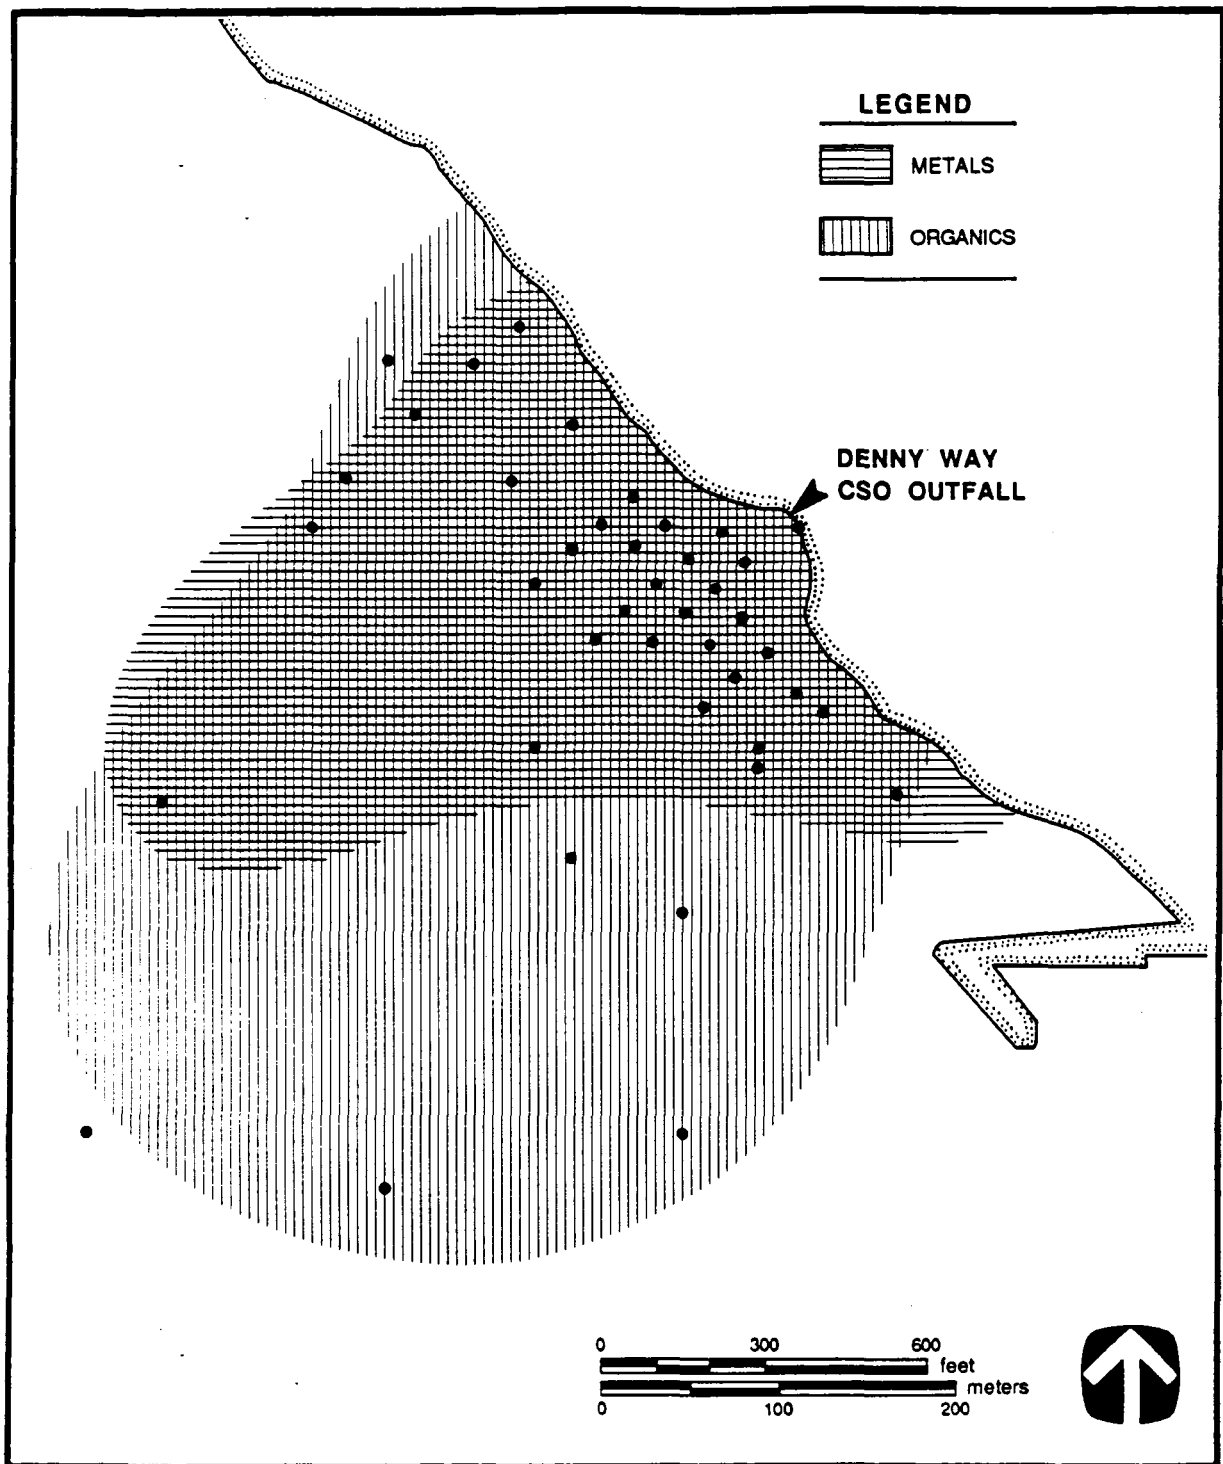 LEGEND
METALS
ORGANICS
DENNY WAY
CSO OUTFALL
0 300 600
feet
meters
0 100 200